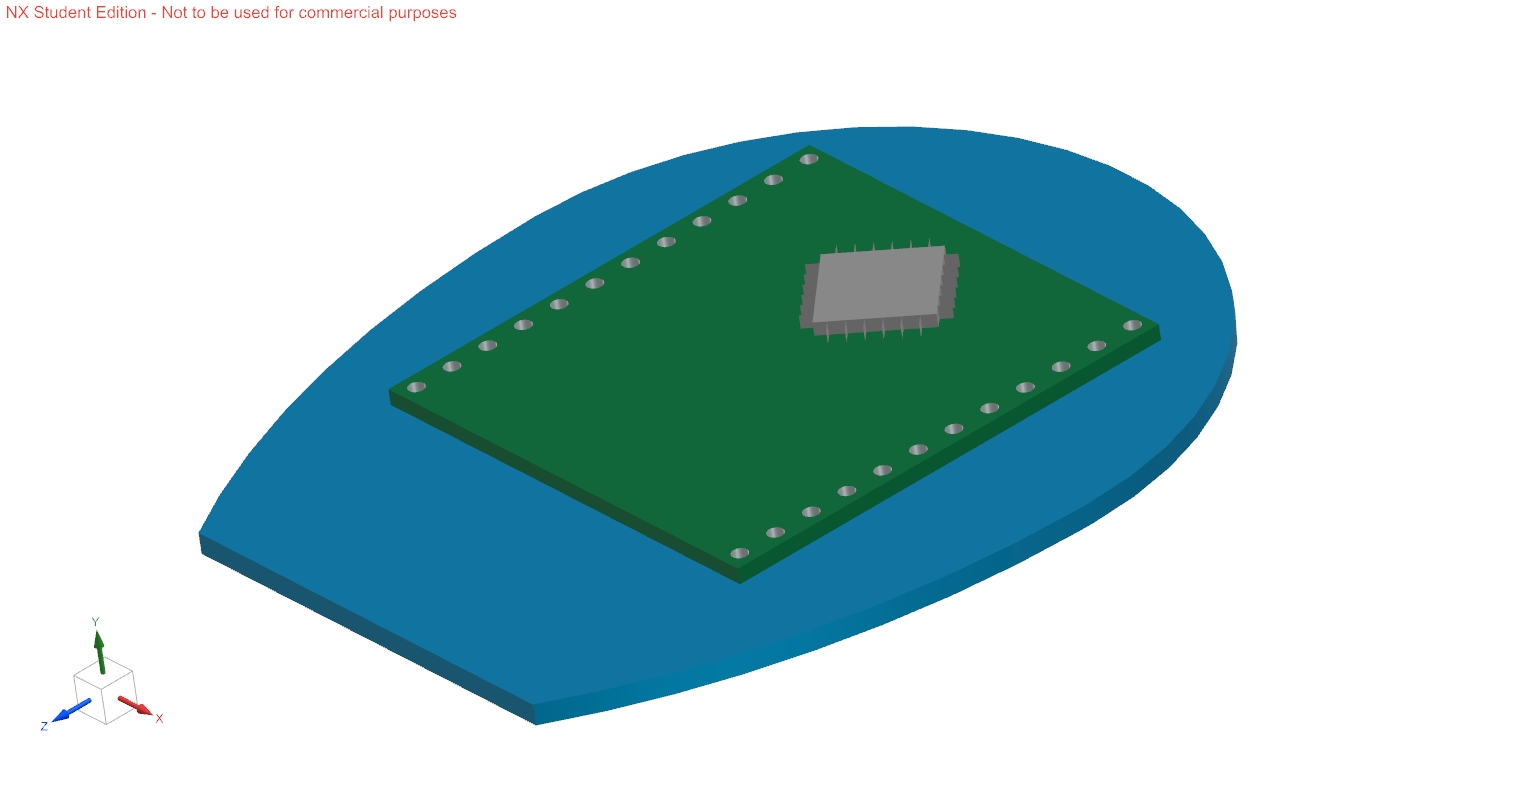 NX Student Edition - Not to be used for commercial purposes
Y
Z
X